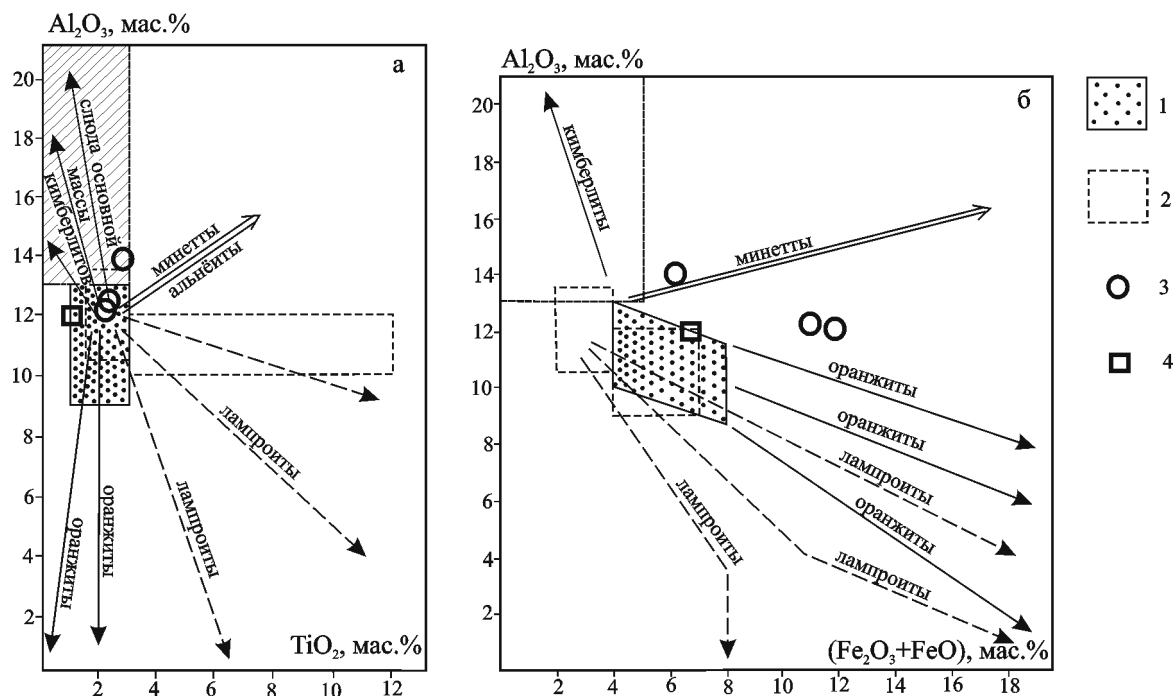 Al₂O₃, мас.%
а
20
18
16
14
12
10
8
6
4
2
2
4
6
8
10
12
TiO₂, мас.%
слюда основной
массы
кимберлитов
минетты
альнёиты
лампроиты
лампроиты
оранжиты
оранжиты
Al₂O₃, мас.%
б
20
18
16
14
12
10
8
6
4
2
2
4
6
8
10
12
14
16
18
(Fe₂O₃+FeO), мас.%
кимберлиты
минетты
оранжиты
оранжиты
лампроиты
оранжиты
лампроиты
лампроиты
1
2
3
4